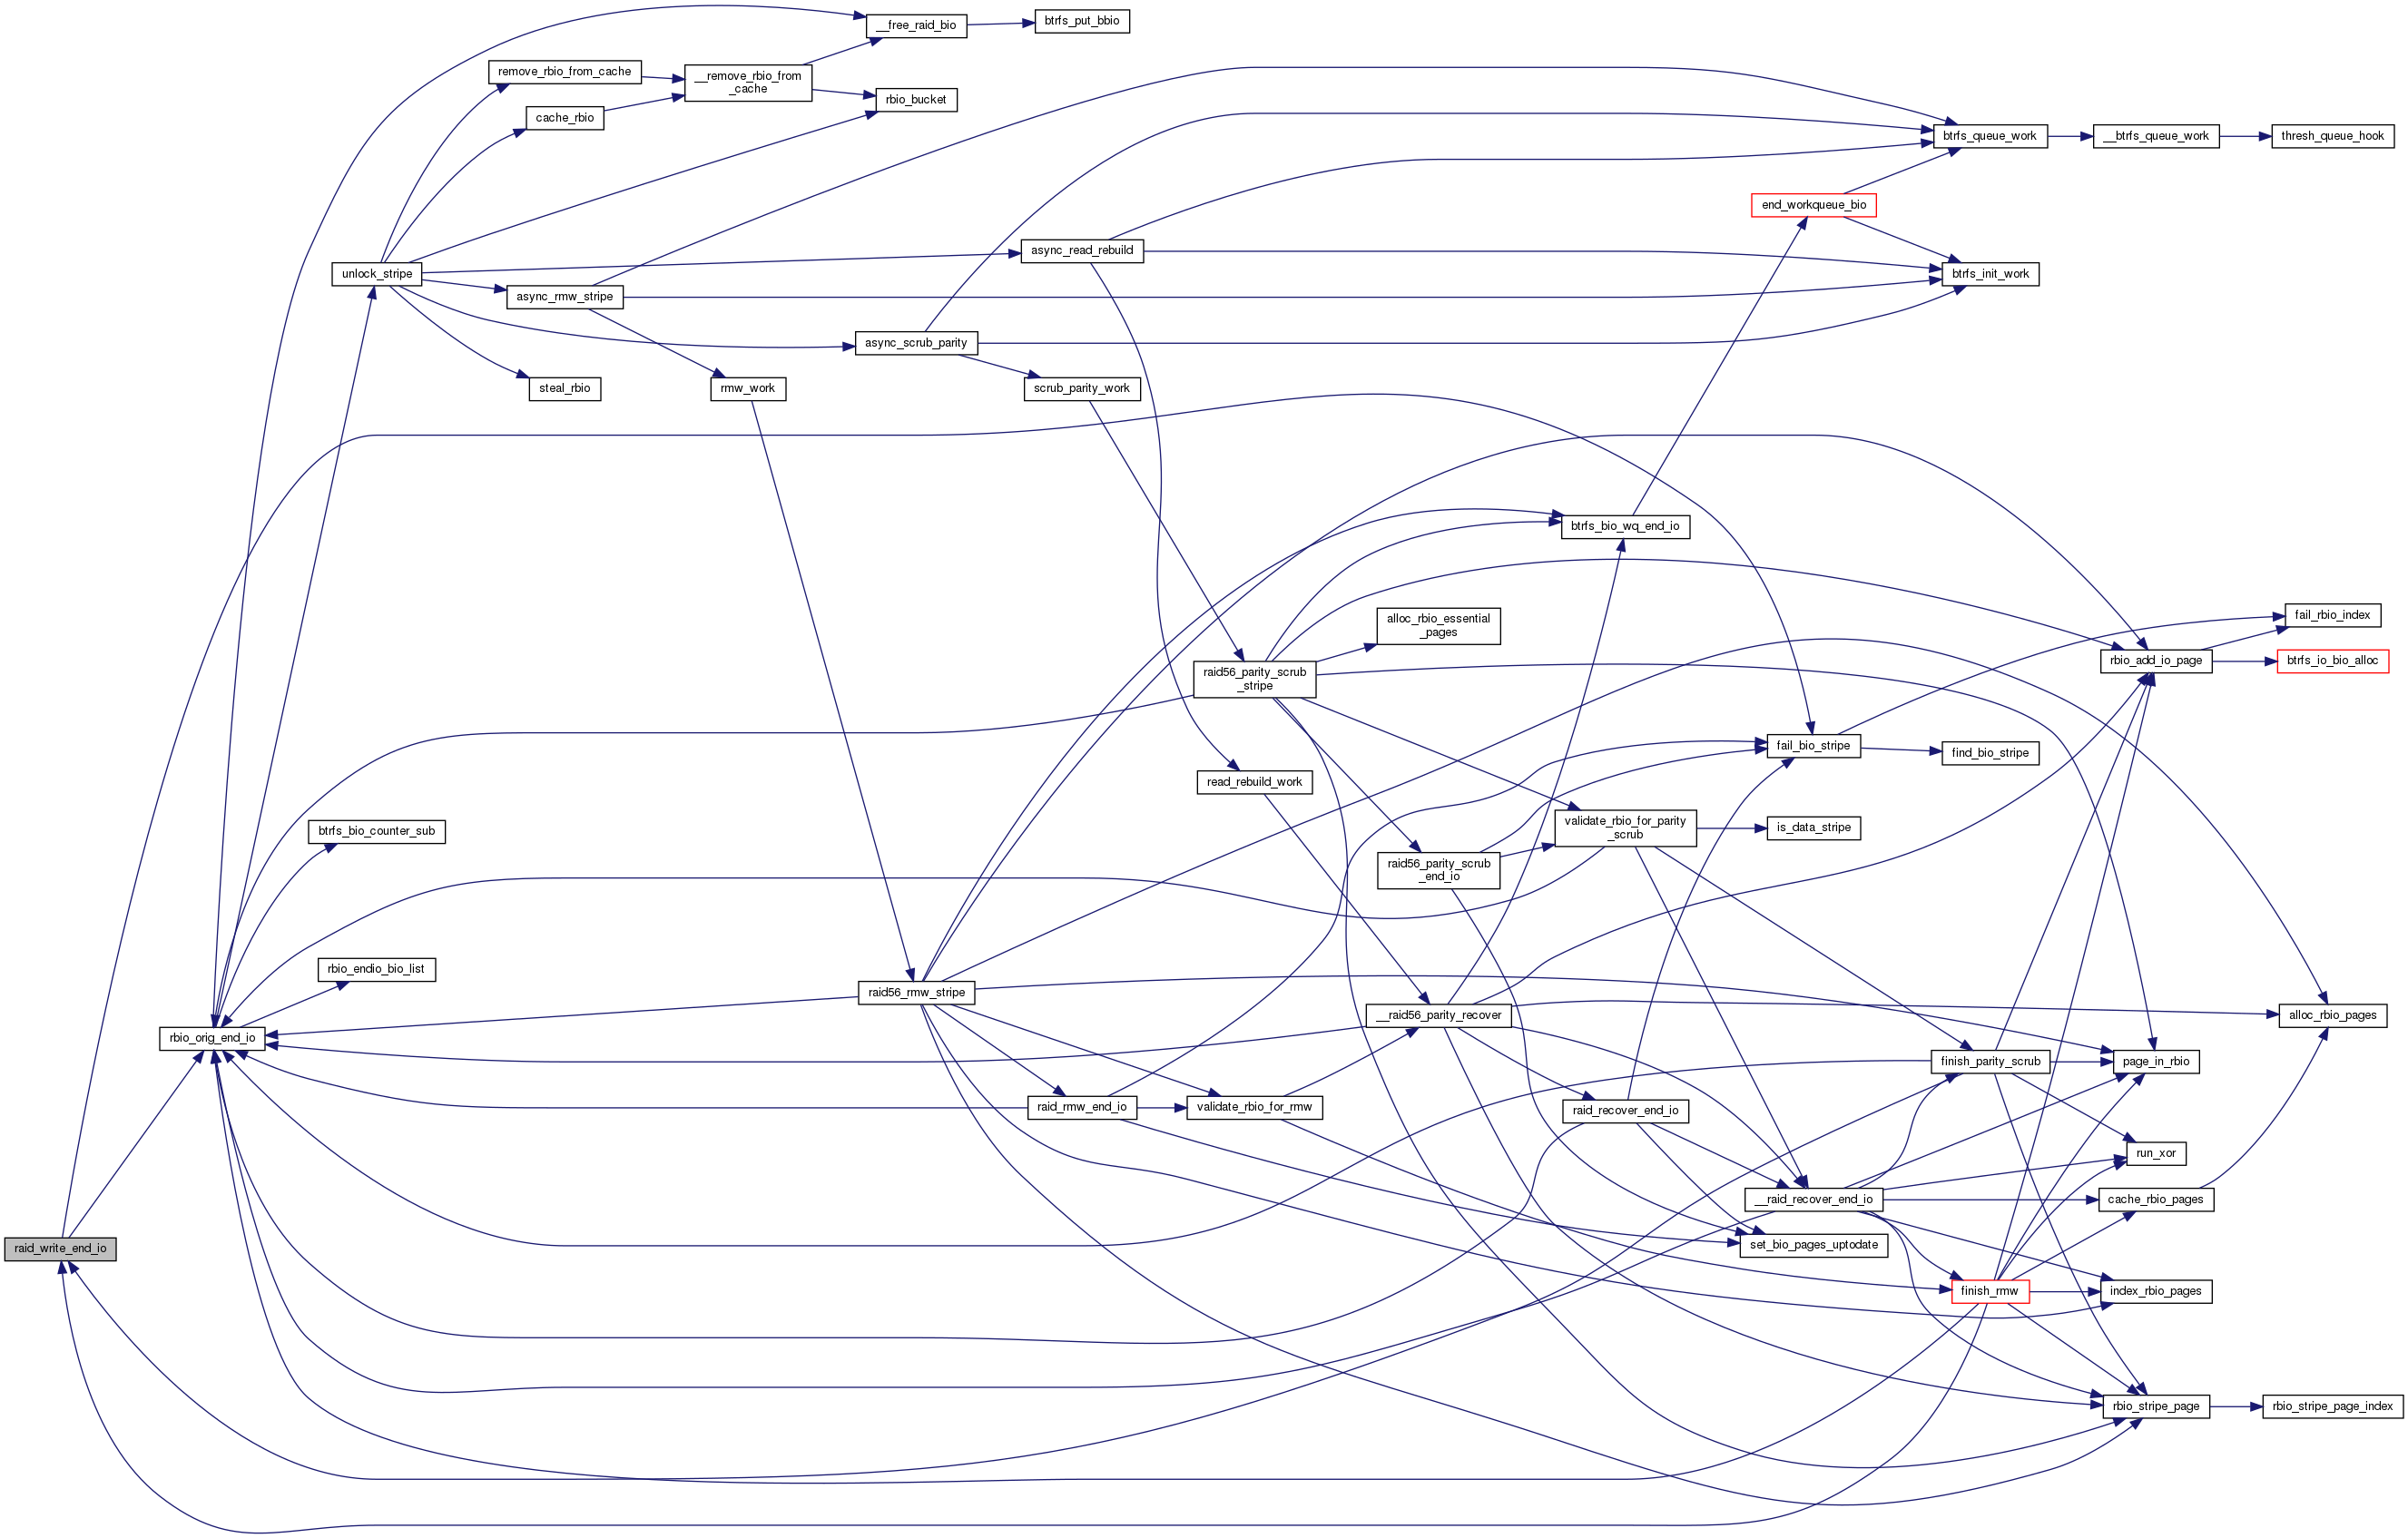 __free_raid_bio
btrfs_put_bbio
remove_rbio_from_cache
__remove_rbio_from
_cache
rbio_bucket
cache_rbio
btrfs_queue_work
__btrfs_queue_work
thresh_queue_hook
end_workqueue_bio
async_read_rebuild
unlock_stripe
btrfs_init_work
async_rmw_stripe
async_scrub_parity
steal_rbio
rmw_work
scrub_parity_work
btrfs_bio_wq_end_io
alloc_rbio_essential
_pages
fail_rbio_index
raid56_parity_scrub
_stripe
rbio_add_io_page
btrfs_io_bio_alloc
fail_bio_stripe
find_bio_stripe
read_rebuild_work
btrfs_bio_counter_sub
validate_rbio_for_parity
_scrub
is_data_stripe
raid56_parity_scrub
_end_io
rbio_endio_bio_list
raid56_rmw_stripe
__raid56_parity_recover
alloc_rbio_pages
rbio_orig_end_io
finish_parity_scrub
page_in_rbio
raid_rmw_end_io
validate_rbio_for_rmw
raid_recover_end_io
run_xor
__raid_recover_end_io
cache_rbio_pages
raid_write_end_io
set_bio_pages_uptodate
finish_rmw
index_rbio_pages
rbio_stripe_page
rbio_stripe_page_index